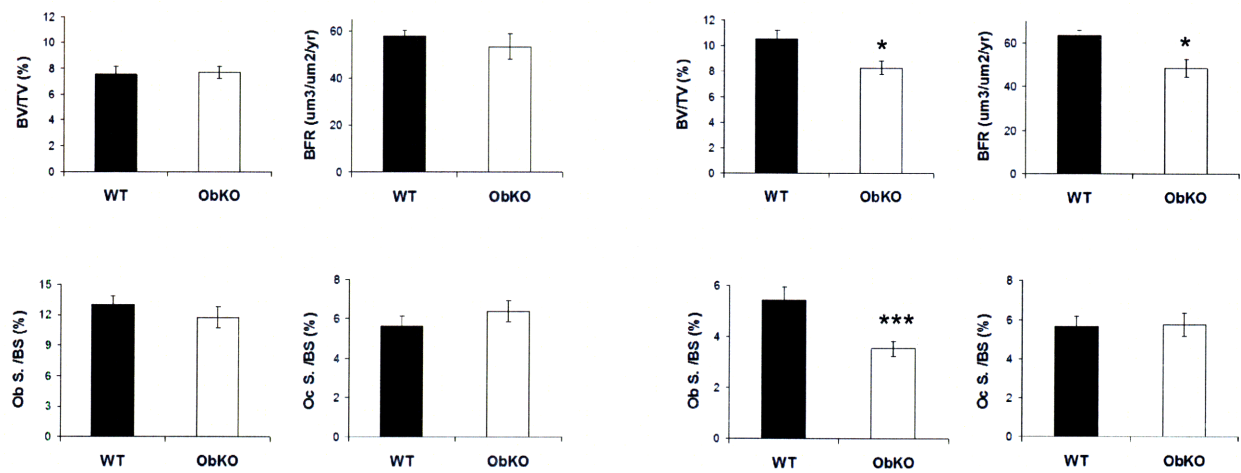 BV/TV (%)
12
10
8
6
4
2
0
WT ObKO
BFR (um3/um2/yr)
60
40
20
0
WT ObKO
BV/TV (%)
12
10
8
6
4
2
0
*
WT ObKO
BFR (um3/um2/yr)
60
40
20
0
*
WT ObKO
Ob S. /BS (%)
15
12
9
6
3
0
WT ObKO
Oc S. /BS (%)
8
6
4
2
0
WT ObKO
Ob S. /BS (%)
6
4
2
0
***
WT ObKO
Oc S. /BS (%)
8
6
4
2
0
WT ObKO